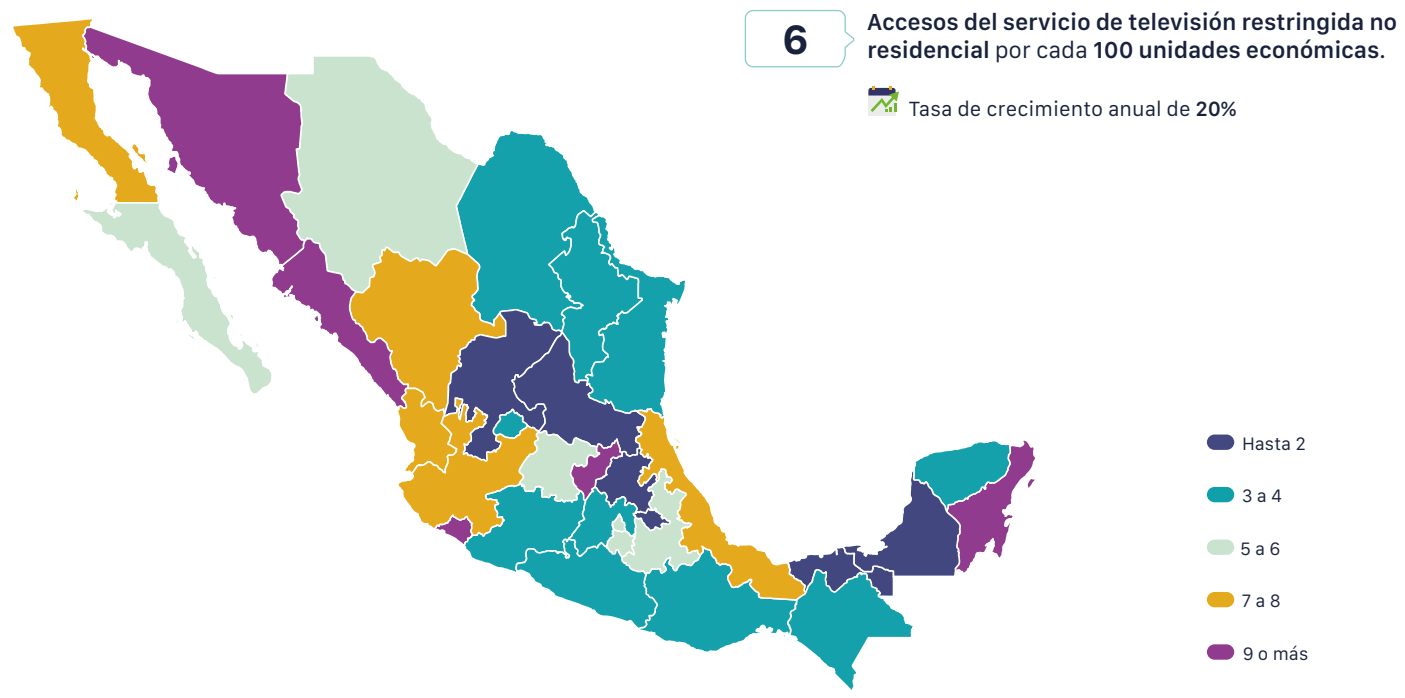 6
Accesos del servicio de televisión restringida no
residencial por cada 100 unidades económicas.
Tasa de crecimiento anual de 20%
Hasta 2
3 a 4
5 a 6
7 a 8
9 o más